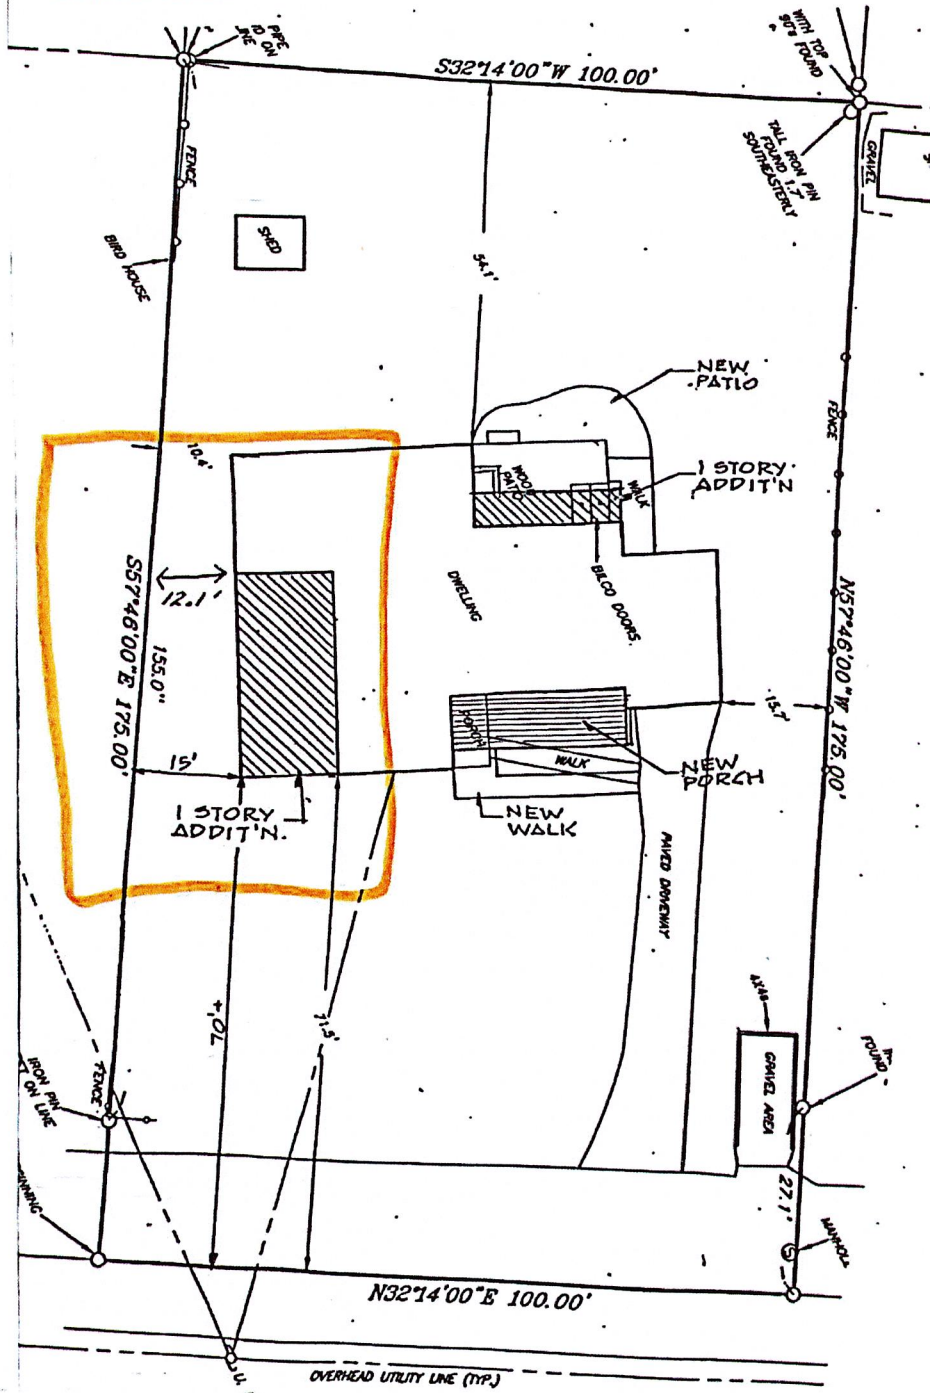 PIPE
ON
WITH TOP
FOUND
S32°14'00"W 100.00'
TALL IRON PIN
FOUND 1.7'
SOUTHEASTERLY
GRAVEL
FENCE
SHED
BIRD HOUSE
54.1'
NEW
PATIO
FENCE
10.4'
WOOD
PATIO
WALK
1 STORY
ADDIT'N
BILCO DOORS
DWELLING
12.1'
S57°46'00"E 175.00'
155.0"
N57°46'00"W 175.00'
15.7'
15'
PORCH
WALK
NEW
PORCH
1 STORY
ADDIT'N.
NEW
WALK
PAVED DRIVEWAY
70'+
71.5'
4X4s
GRAVEL AREA
FOUND
IRON PIN
ON LINE
FENCE
27.1'
MANHOLE
S
N32°14'00"E 100.00'
OVERHEAD UTILITY LINE (TYP.)